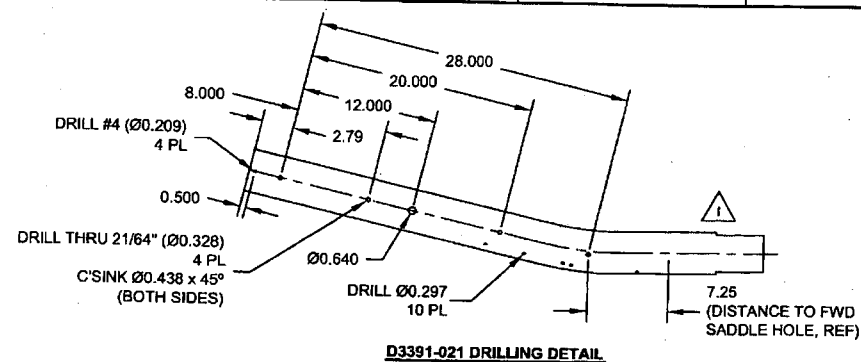 28.000
20.000
8.000
12.000
2.79
DRILL #4 (Ø0.209)
4 PL
0.500
DRILL THRU 21/64" (Ø0.328)
4 PL
C'SINK Ø0.438 x 45º
(BOTH SIDES)
Ø0.640
DRILL Ø0.297
10 PL
1
7.25
(DISTANCE TO FWD
SADDLE HOLE, REF)
D3391-021 DRILLING DETAIL